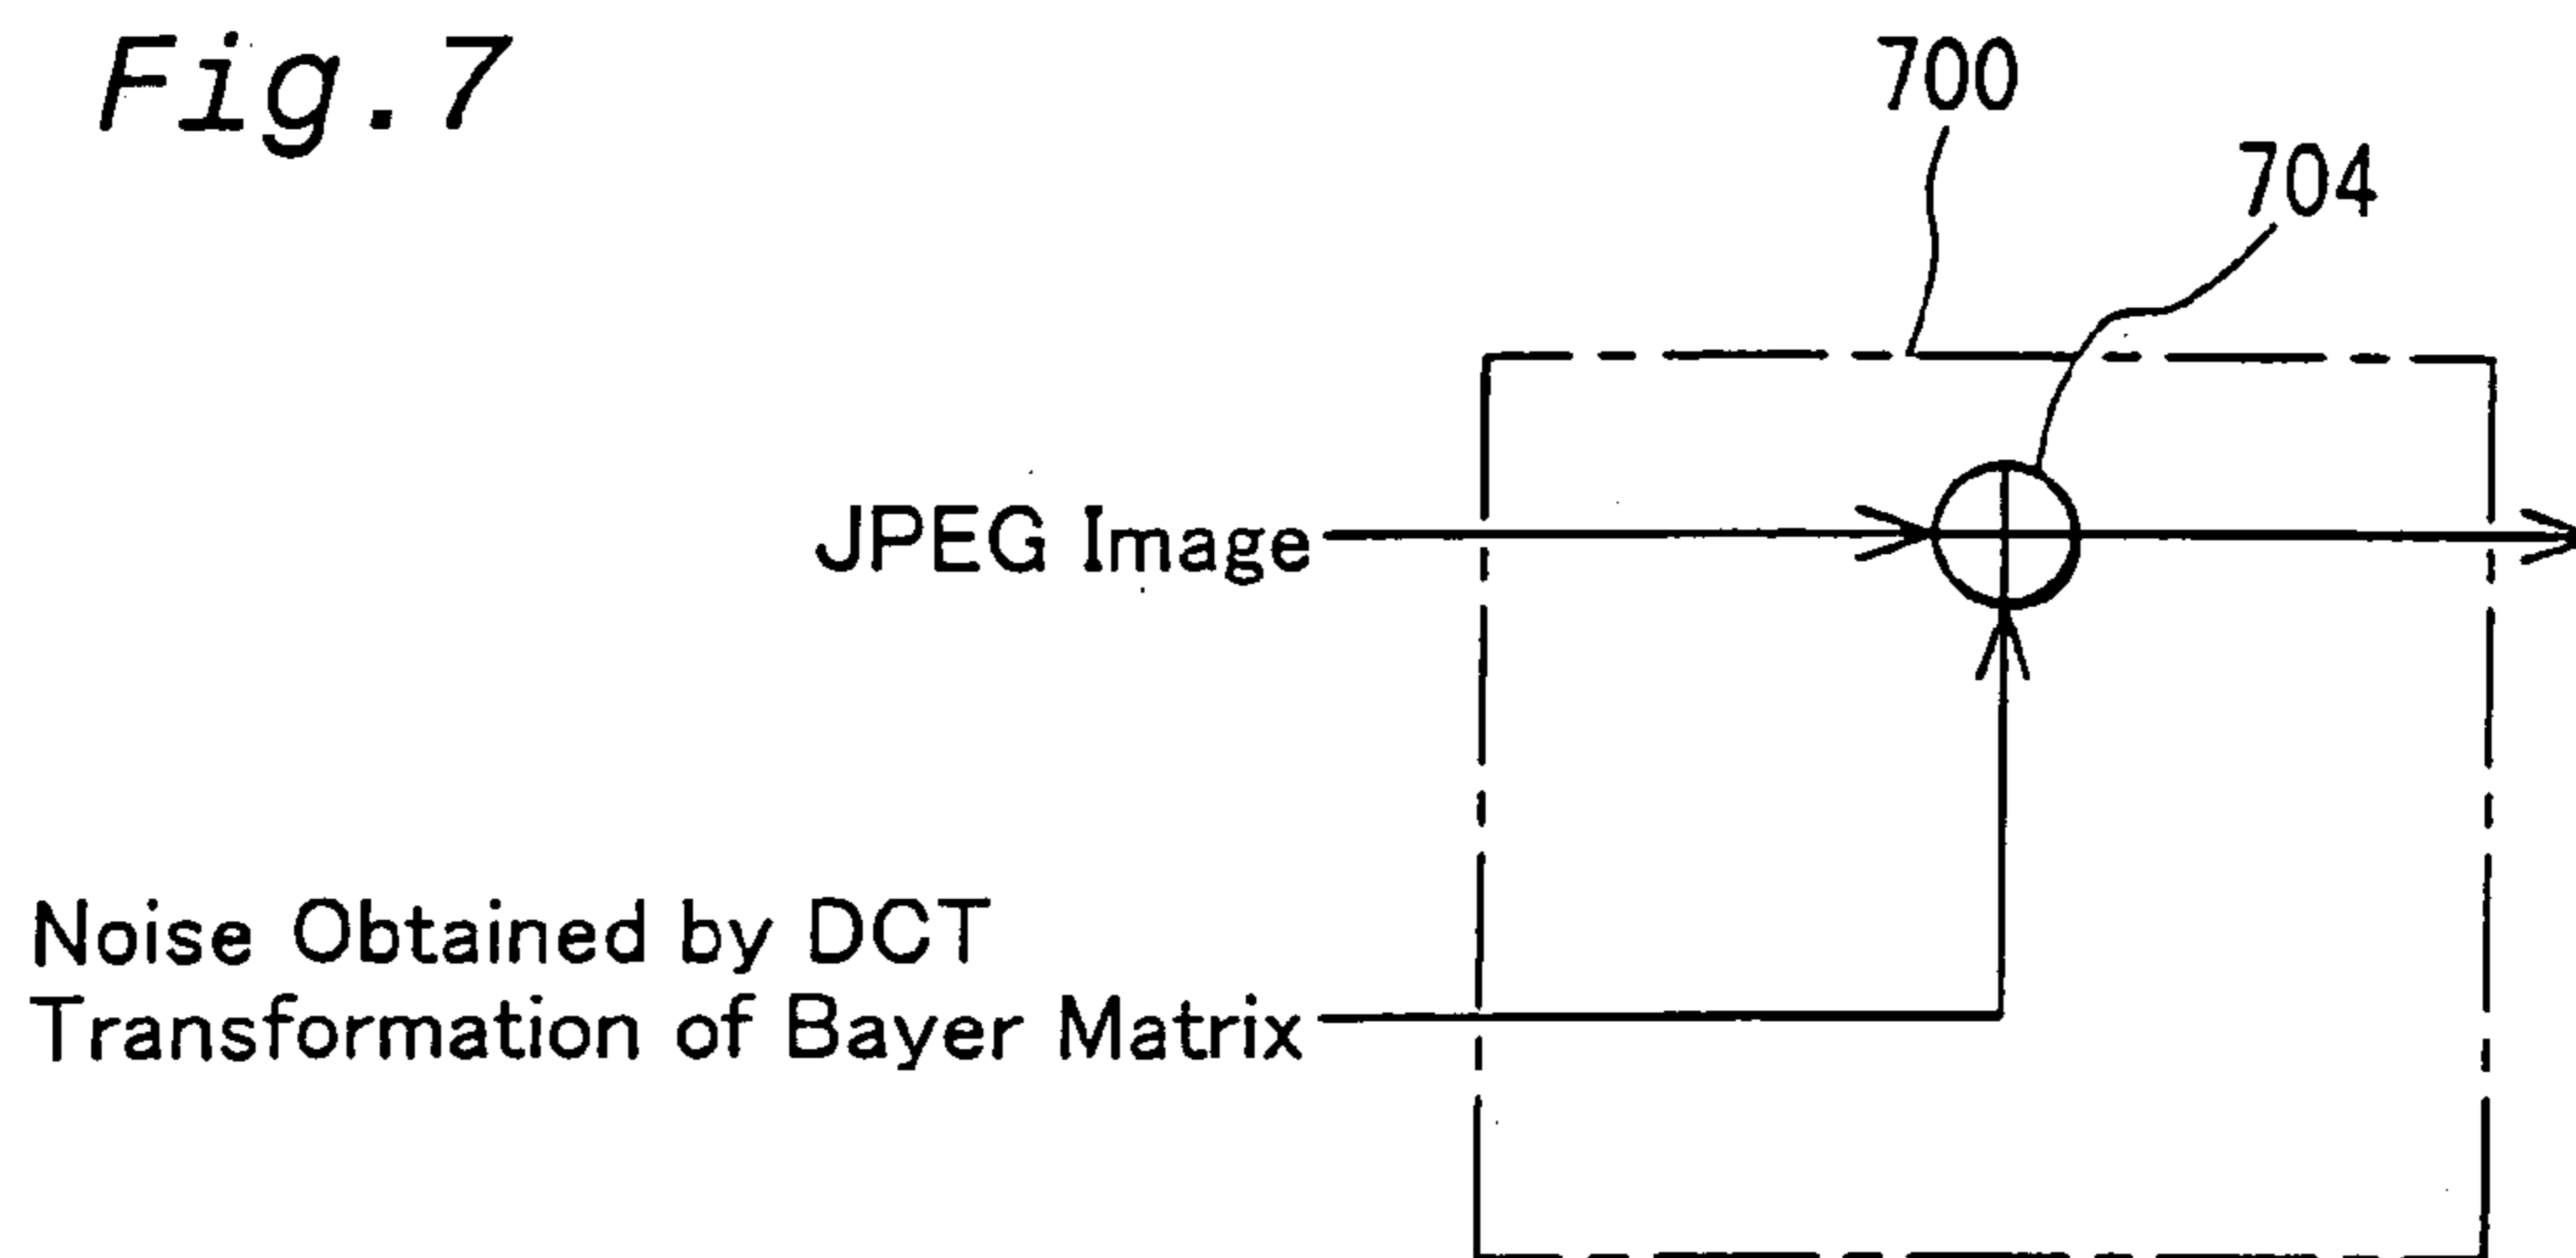 Fig.7
700
704
JPEG Image
Noise Obtained by DCT
Transformation of Bayer Matrix